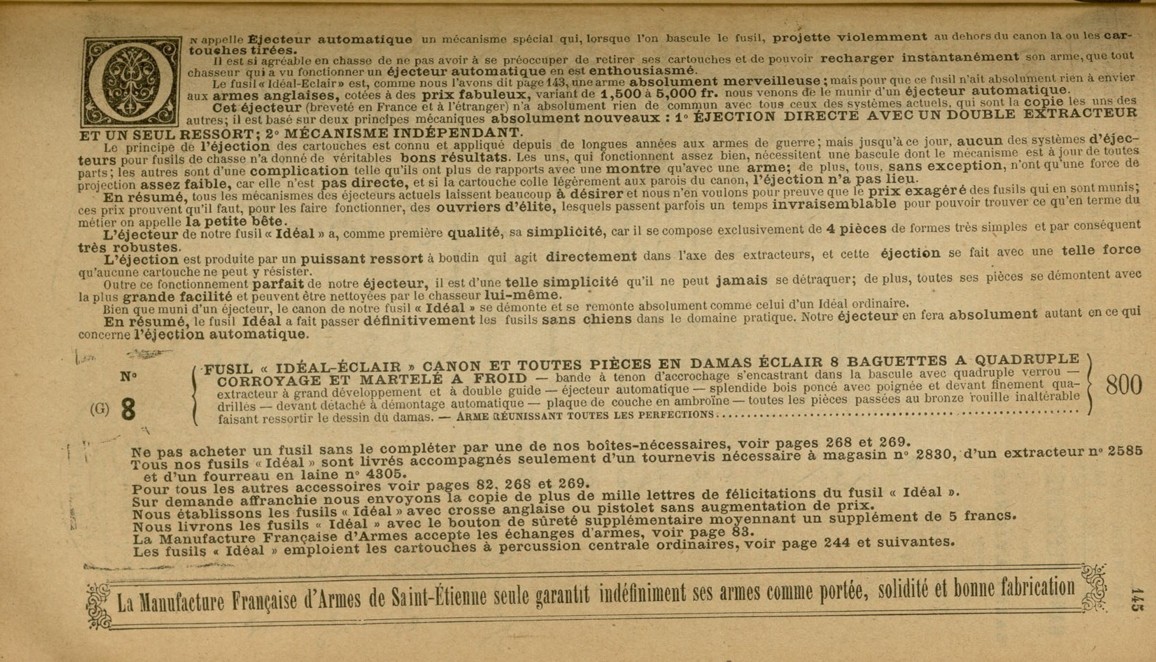 ON appelle Éjecteur automatique un mécanisme spécial qui, lorsque l'on bascule le fusil, projette violemment au dehors du canon la ou les car-
touches tirées.
Il est si agréable en chasse de ne pas avoir à se préoccuper de retirer ses cartouches et de pouvoir recharger instantanément son arme, que tout
chasseur qui a vu fonctionner un éjecteur automatique en est enthousiasmé.
Le fusil « Idéal-Eclair » est, comme nous l'avons dit page 143, une arme absolument merveilleuse; mais pour que ce fusil n'ait absolument rien à envier
aux armes anglaises, cotées à des prix fabuleux, variant de 1,500 à 5,000 fr. nous venons de le munir d'un éjecteur automatique.
Cet éjecteur (breveté en France et à l'étranger) n'a absolument rien de commun avec tous ceux des systèmes actuels, qui sont la copie les uns des
autres; il est basé sur deux principes mécaniques absolument nouveaux : 1° ÉJECTION DIRECTE AVEC UN DOUBLE EXTRACTEUR
ET UN SEUL RESSORT; 2° MÉCANISME INDÉPENDANT.
Le principe de l'éjection des cartouches est connu et appliqué depuis de longues années aux armes de guerre; mais jusqu'à ce jour, aucun des systèmes d'éjec-
teurs pour fusils de chasse n'a donné de véritables bons résultats. Les uns, qui fonctionnent assez bien, nécessitent une bascule dont le mécanisme est à jour de toutes
parts; les autres sont d'une complication telle qu'ils ont plus de rapports avec une montre qu'avec une arme; de plus, tous, sans exception, n'ont qu'une force de
projection assez faible, car elle n'est pas directe, et si la cartouche colle légèrement aux parois du canon, l'éjection n'a pas lieu.
En résumé, tous les mécanismes des éjecteurs actuels laissent beaucoup à désirer et nous n'en voulons pour preuve que le prix exagéré des fusils qui en sont munis;
ces prix prouvent qu'il faut, pour les faire fonctionner, des ouvriers d'élite, lesquels passent parfois un temps invraisemblable pour pouvoir trouver ce qu'en terme du
métier on appelle la petite bête.
L'éjecteur de notre fusil « Idéal » a, comme première qualité, sa simplicité, car il se compose exclusivement de 4 pièces de formes très simples et par conséquent
très robustes.
L'éjection est produite par un puissant ressort à boudin qui agit directement dans l'axe des extracteurs, et cette éjection se fait avec une telle force
qu'aucune cartouche ne peut y résister.
Outre ce fonctionnement parfait de notre éjecteur, il est d'une telle simplicité qu'il ne peut jamais se détraquer; de plus, toutes ses pièces se démontent avec
la plus grande facilité et peuvent être nettoyées par le chasseur lui-même.
Bien que muni d'un éjecteur, le canon de notre fusil « Idéal » se démonte et se remonte absolument comme celui d'un Idéal ordinaire.
En résumé, le fusil Idéal a fait passer définitivement les fusils sans chiens dans le domaine pratique. Notre éjecteur en fera absolument autant en ce qui
concerne l'éjection automatique.
N°
(G) 8
FUSIL « IDÉAL-ÉCLAIR » CANON ET TOUTES PIÈCES EN DAMAS ÉCLAIR 8 BAGUETTES A QUADRUPLE
CORROYAGE ET MARTELÉ A FROID — bande à tenon d'accrochage s'encastrant dans la bascule avec quadruple verrou —
extracteur à grand développement et à double guide — éjecteur automatique — splendide bois poncé avec poignée et devant finement qua-
drilles — devant détaché à démontage automatique — plaque de couche en ambroïne — toutes les pièces passées au bronze rouille inaltérable
faisant ressortir le dessin du damas. — ARME RÉUNISSANT TOUTES LES PERFECTIONS
800
Ne pas acheter un fusil sans le compléter par une de nos boîtes-nécessaires, voir pages 268 et 269.
Tous nos fusils « Idéal » sont livrés accompagnés seulement d'un tournevis nécessaire à magasin n° 2830, d'un extracteur n° 2585
et d'un fourreau en laine n° 4305.
Pour tous les autres accessoires voir pages 82, 268 et 269.
Sur demande affranchie nous envoyons la copie de plus de mille lettres de félicitations du fusil « Idéal ».
Nous établissons les fusils « Idéal » avec crosse anglaise ou pistolet sans augmentation de prix.
Nous livrons les fusils « Idéal » avec le bouton de sûreté supplémentaire moyennant un supplément de 5 francs.
La Manufacture Française d'Armes accepte les échanges d'armes, voir page 83.
Les fusils « Idéal » emploient les cartouches à percussion centrale ordinaires, voir page 244 et suivantes.
La Manufacture Française d'Armes de Saint-Étienne seule garantit indéfiniment ses armes comme portée, solidité et bonne fabrication
145